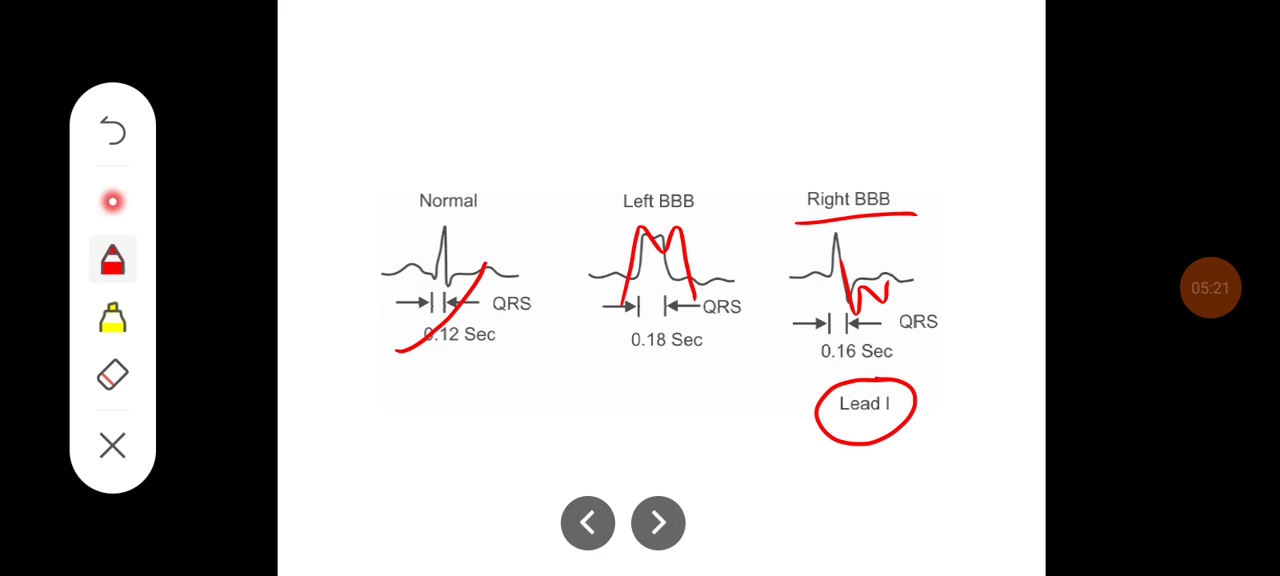 Normal
Left BBB
Right BBB
QRS
QRS
QRS
0.12 Sec
0.18 Sec
0.16 Sec
Lead I
05:21